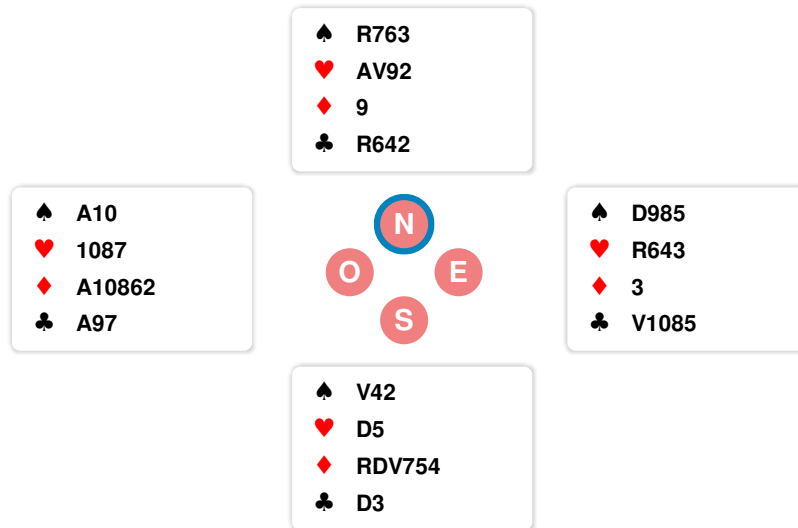 ♠ R763
♥ AV92
♦ 9
♣ R642
♠ A10
♥ 1087
♦ A10862
♣ A97
N
O E
S
♠ D985
♥ R643
♦ 3
♣ V1085
♠ V42
♥ D5
♦ RDV754
♣ D3